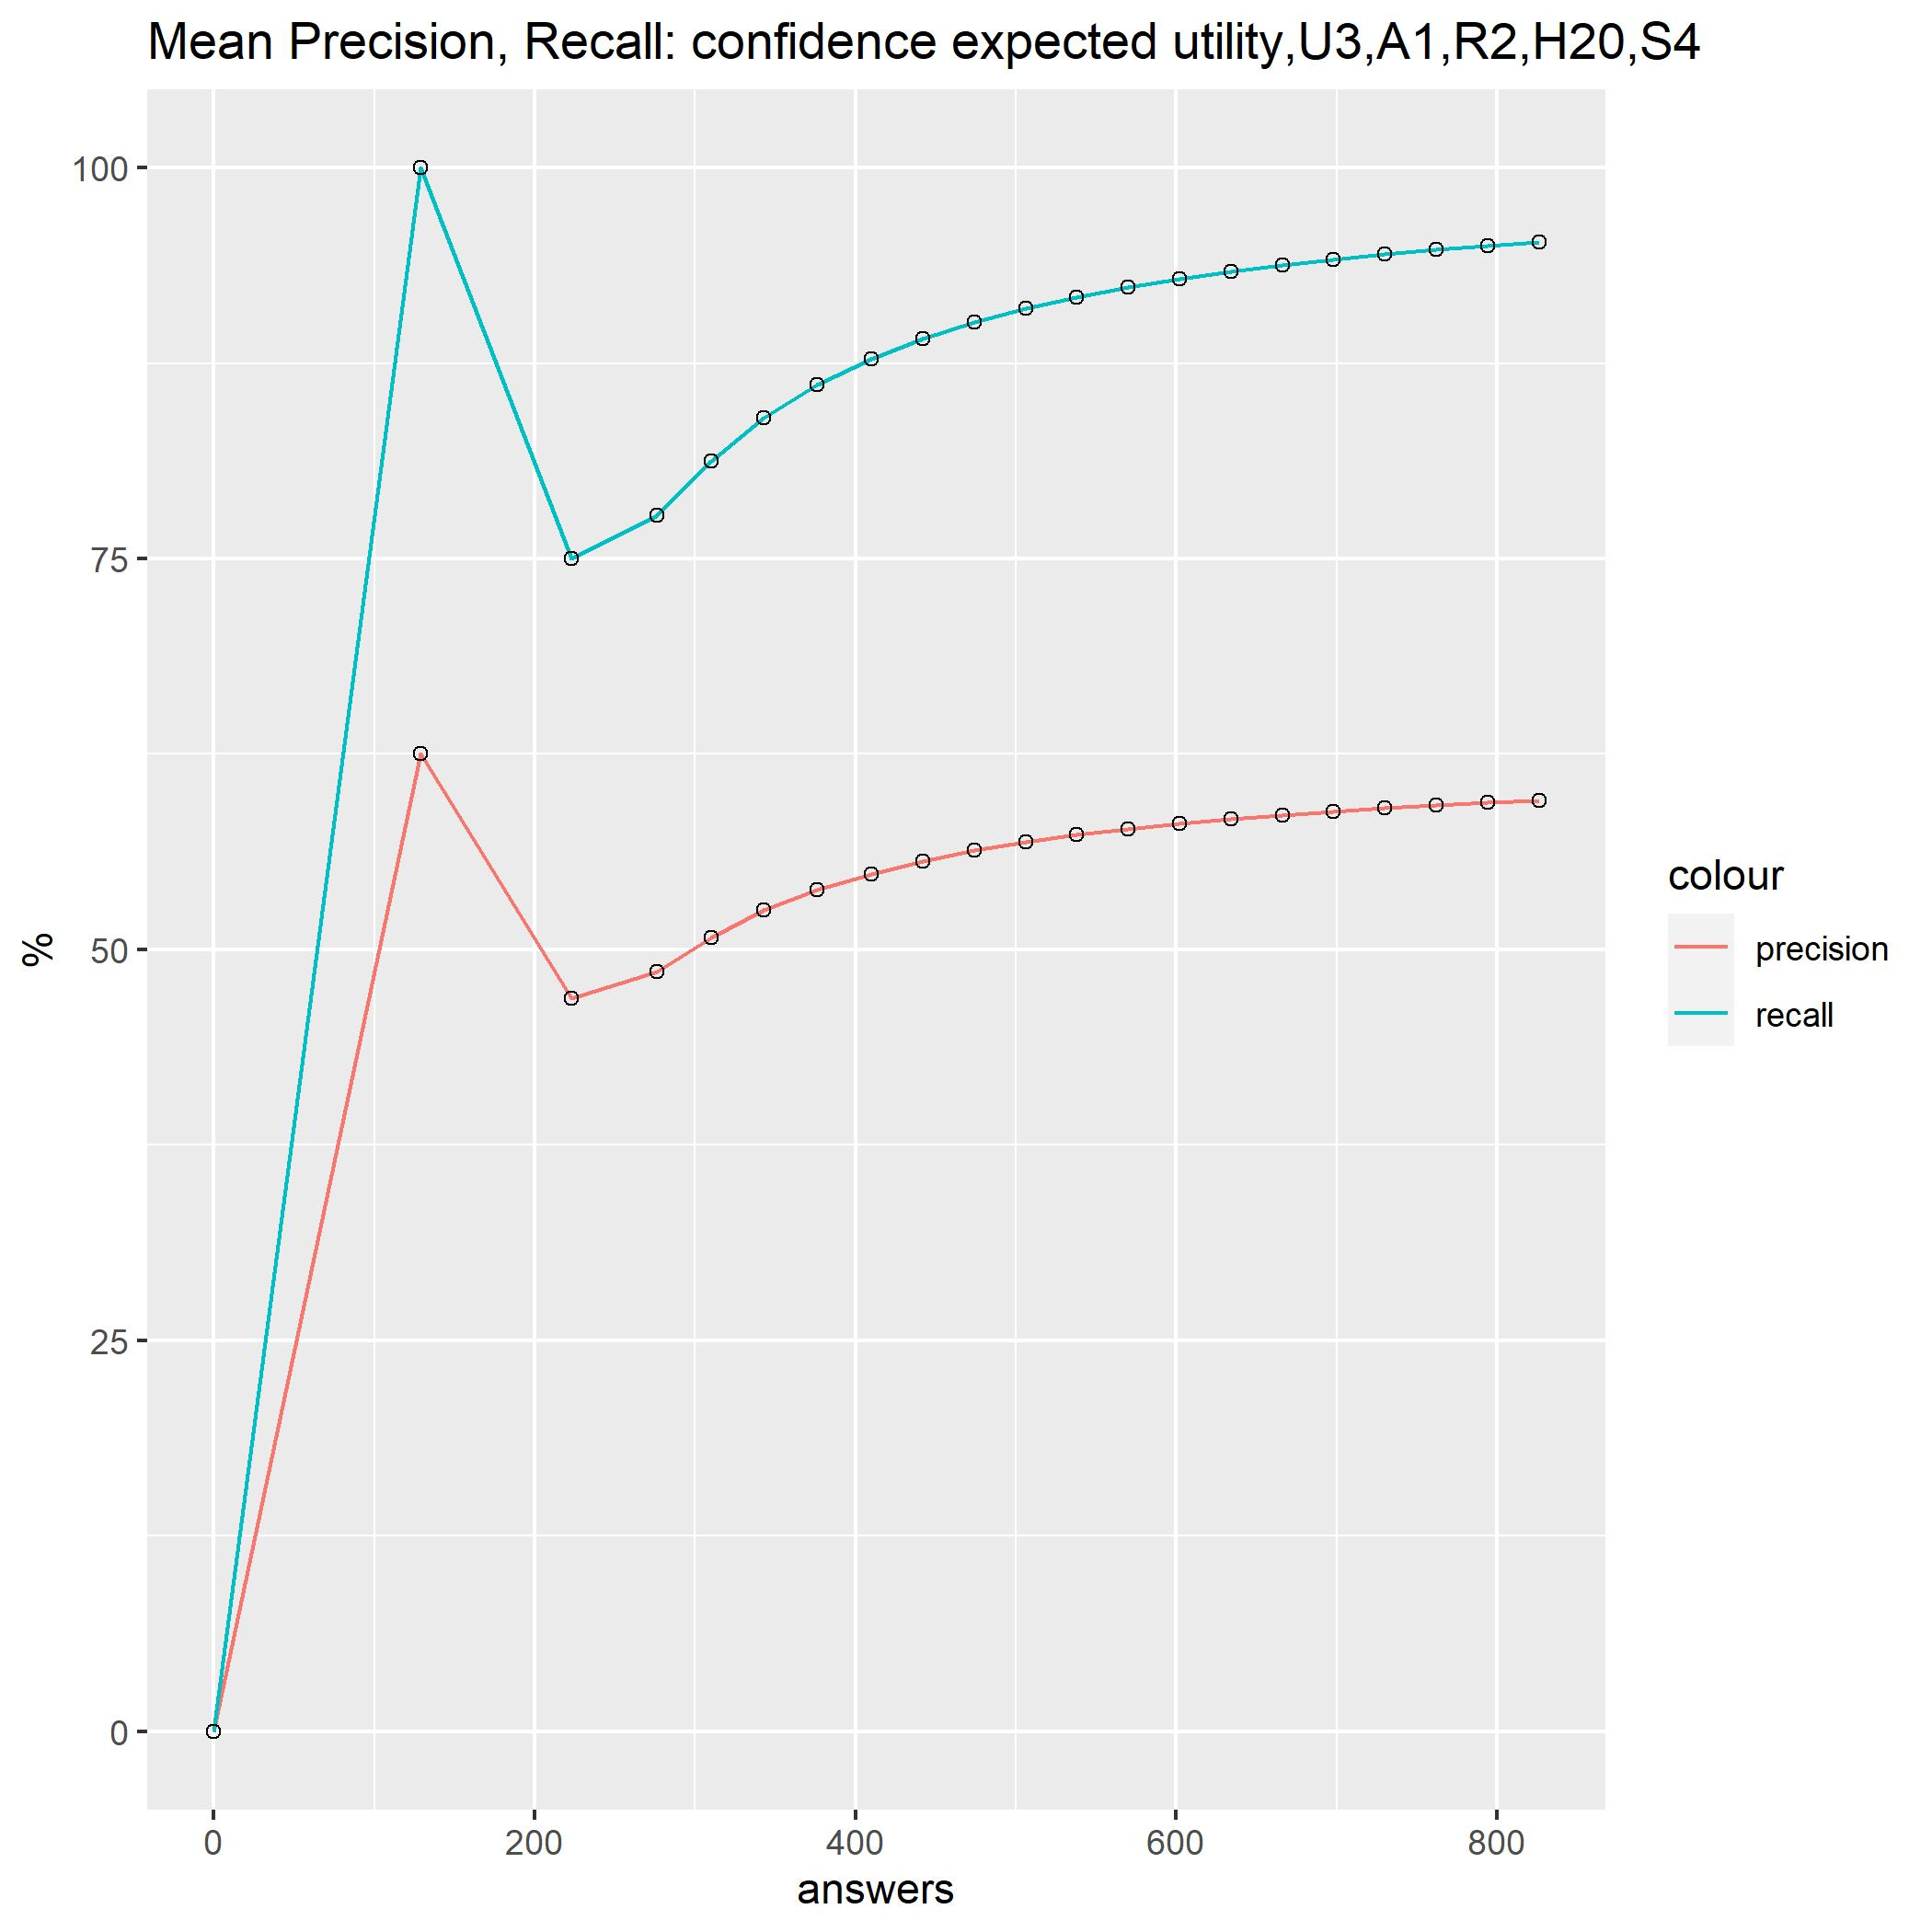 Mean Precision, Recall: confidence expected utility,U3,A1,R2,H20,S4
100
75
50
25
0
%
0 200 400 600 800
answers
colour
precision
recall